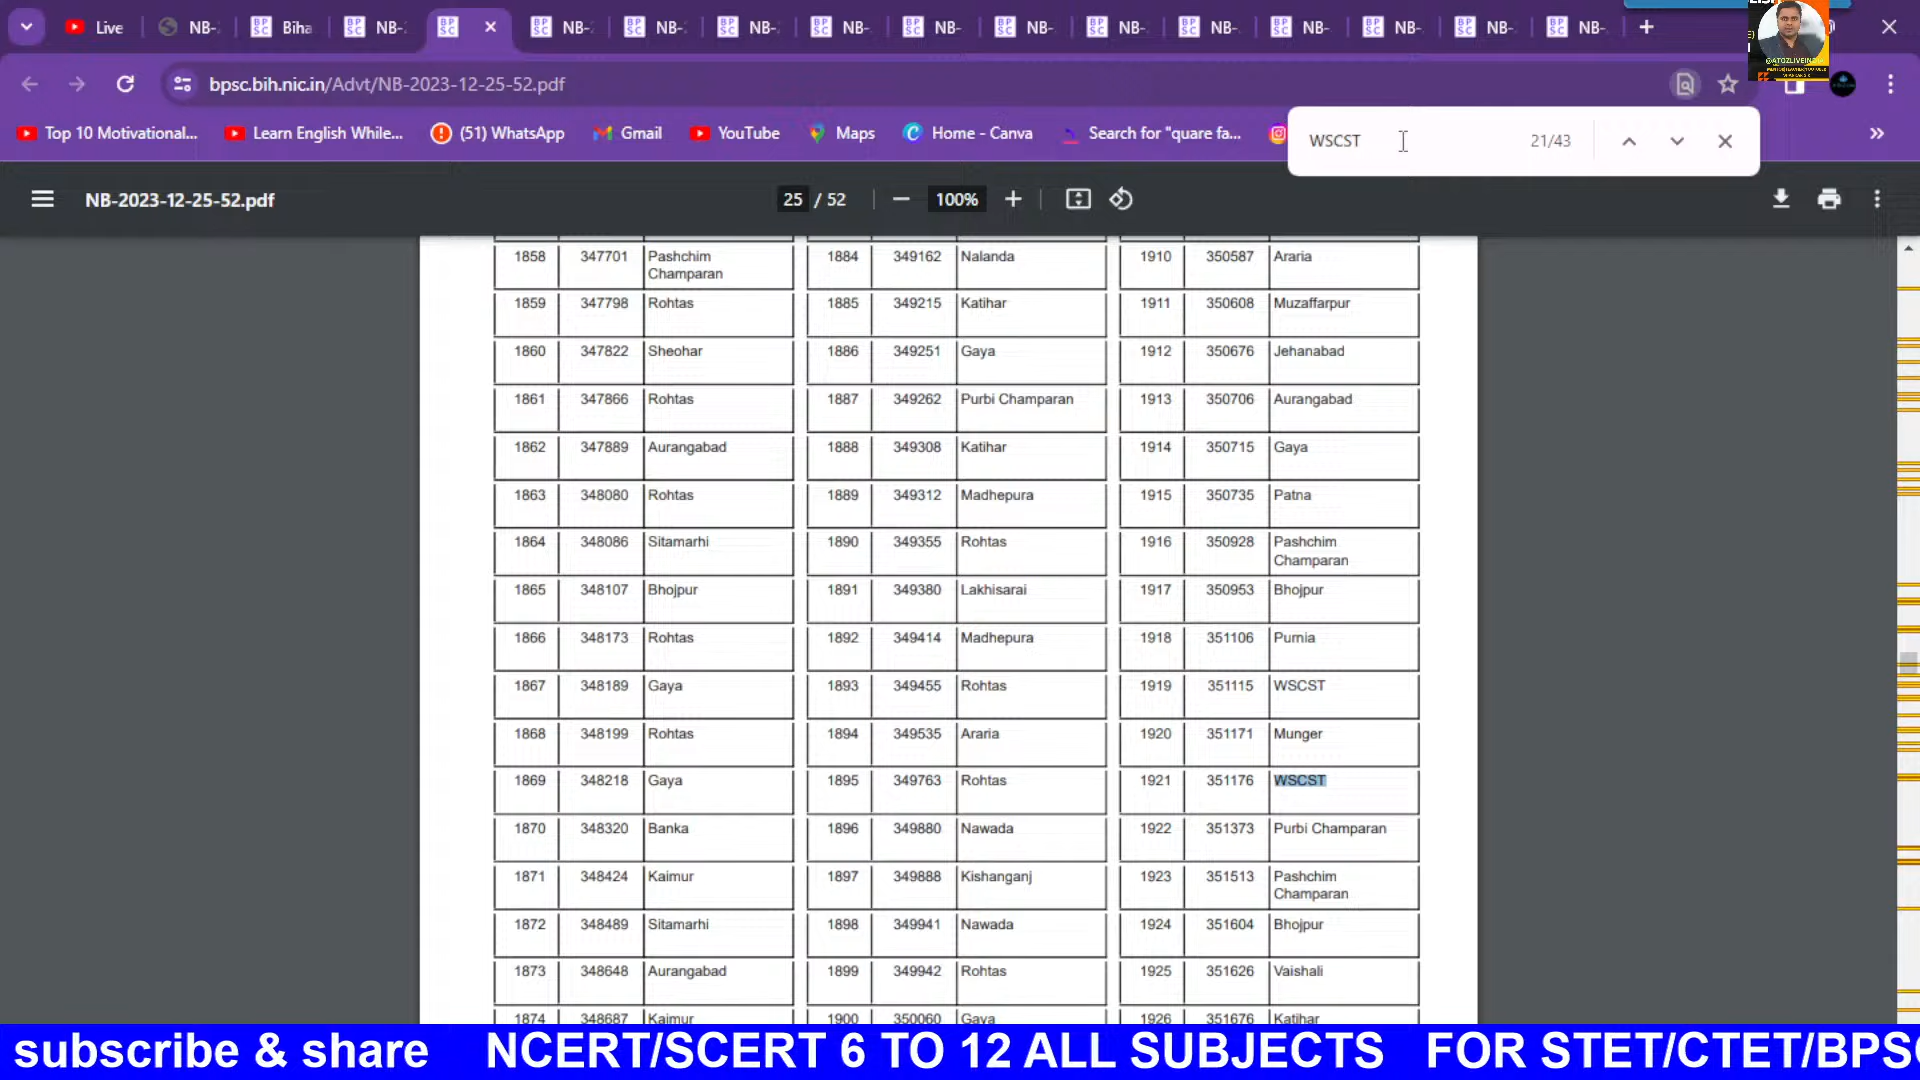 Live NB- Biha NB- NB- NB- NB- NB- NB- NB- NB- NB- NB- NB- NB- NB-
bpsc.bih.nic.in/Advt/NB-2023-12-25-52.pdf
@ATOZLIVEINDIA
Top 10 Motivational... Learn English While... (51) WhatsApp Gmail YouTube Maps Home - Canva Search for "quare fa...
WSCST 21/43
NB-2023-12-25-52.pdf 25 / 52 100%
1858 347701 Pashchim Champaran 1884 349162 Nalanda 1910 350587 Araria
1859 347798 Rohtas 1885 349215 Katihar 1911 350608 Muzaffarpur
1860 347822 Sheohar 1886 349251 Gaya 1912 350676 Jehanabad
1861 347866 Rohtas 1887 349262 Purbi Champaran 1913 350706 Aurangabad
1862 347889 Aurangabad 1888 349308 Katihar 1914 350715 Gaya
1863 348080 Rohtas 1889 349312 Madhepura 1915 350735 Patna
1864 348086 Sitamarhi 1890 349355 Rohtas 1916 350928 Pashchim Champaran
1865 348107 Bhojpur 1891 349380 Lakhisarai 1917 350953 Bhojpur
1866 348173 Rohtas 1892 349414 Madhepura 1918 351106 Purnia
1867 348189 Gaya 1893 349455 Rohtas 1919 351115 WSCST
1868 348199 Rohtas 1894 349535 Araria 1920 351171 Munger
1869 348218 Gaya 1895 349763 Rohtas 1921 351176 WSCST
1870 348320 Banka 1896 349880 Nawada 1922 351373 Purbi Champaran
1871 348424 Kaimur 1897 349888 Kishanganj 1923 351513 Pashchim Champaran
1872 348489 Sitamarhi 1898 349941 Nawada 1924 351604 Bhojpur
1873 348648 Aurangabad 1899 349942 Rohtas 1925 351626 Vaishali
1874 348687 Kaimur 1900 350060 Gaya 1926 351676 Katihar
subscribe & share NCERT/SCERT 6 TO 12 ALL SUBJECTS FOR STET/CTET/BPSC